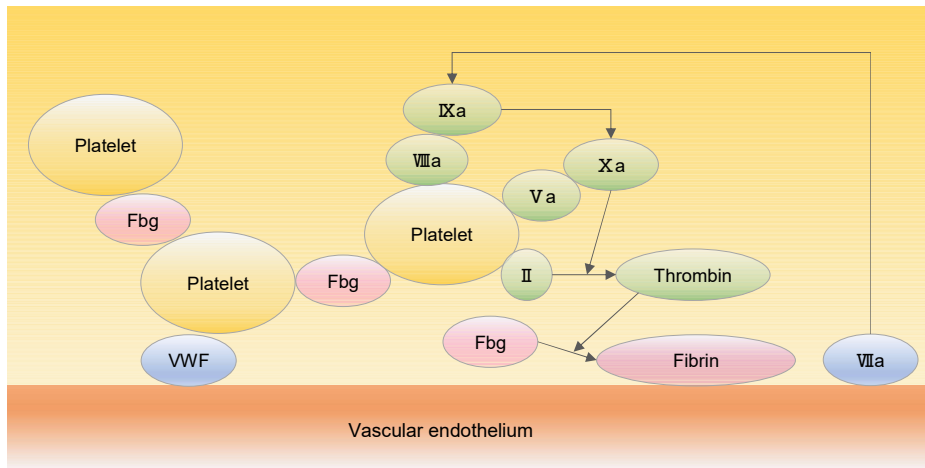 Ⅸa
Platelet
Ⅷa
Ⅹa
Ⅴa
Fbg
Platelet
Platelet
Fbg
Ⅱ
Thrombin
Fbg
VWF
Fibrin
Ⅶa
Vascular endothelium